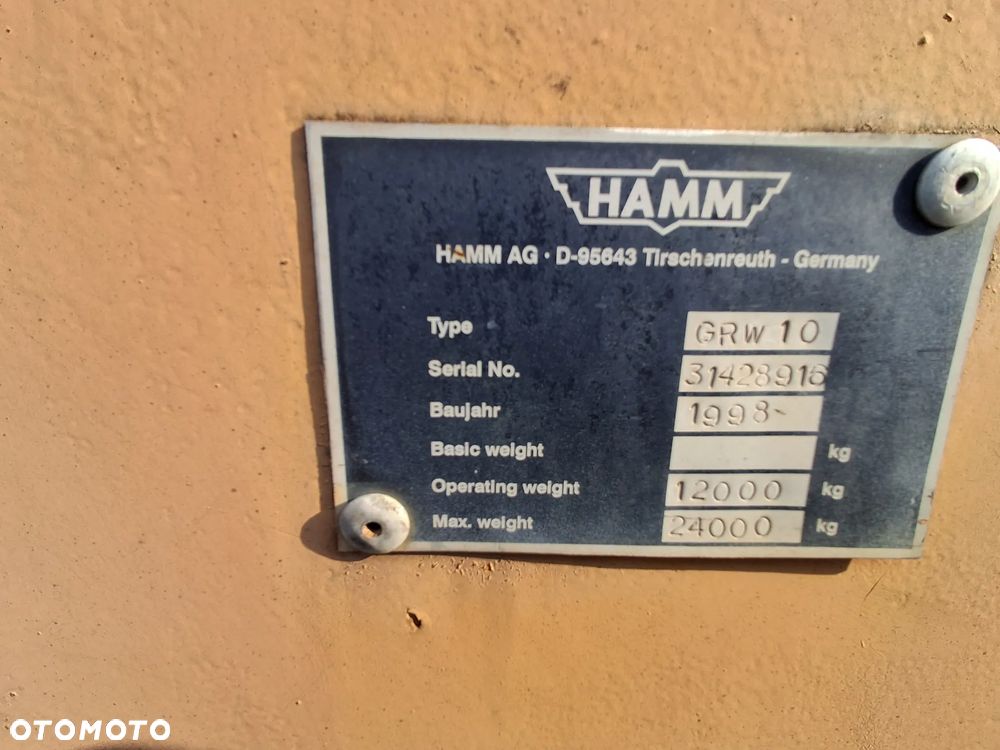 HAMM
HAMM AG · D-95643 Tirschenreuth - Germany
Type GRW 10
Serial No. 31428916
Baujahr 1998-
Basic weight kg
Operating weight 12000 kg
Max. weight 24000 kg
OTOMOTO